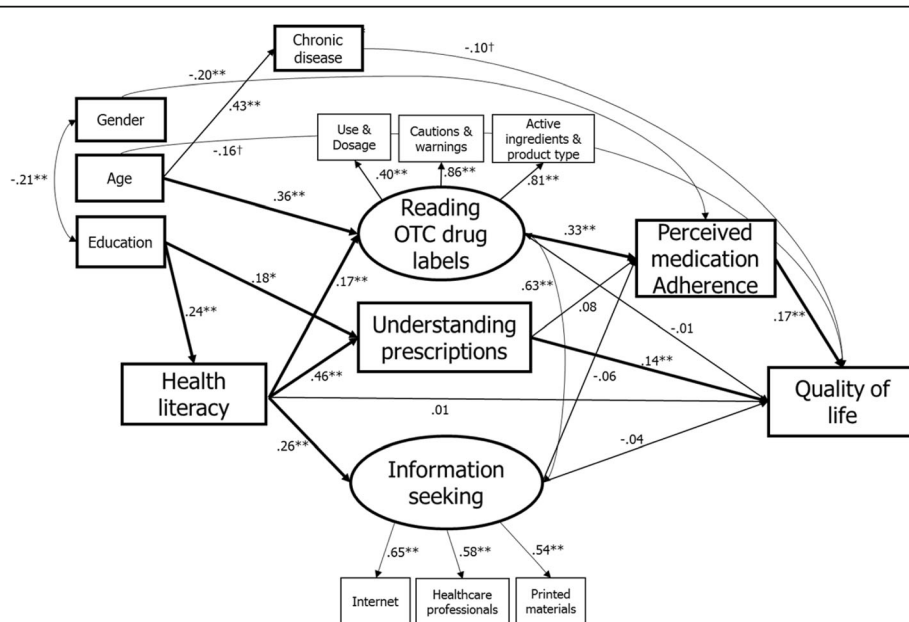 Chronic
disease
-.10†
-.20**
Gender
.43**
Use &
Dosage
Cautions &
warnings
Active
ingredients &
product type
-.16†
-.21**
Age
.40**
.86**
.81**
.36**
Reading
OTC drug
labels
Education
.33**
Perceived
medication
Adherence
.18*
.17**
.63**
.08
-.01
.24**
Understanding
prescriptions
.17**
.46**
.14**
-.06
Health
literacy
.01
Quality of
life
.26**
-.04
Information
seeking
.65**
.58**
.54**
Internet
Healthcare
professionals
Printed
materials